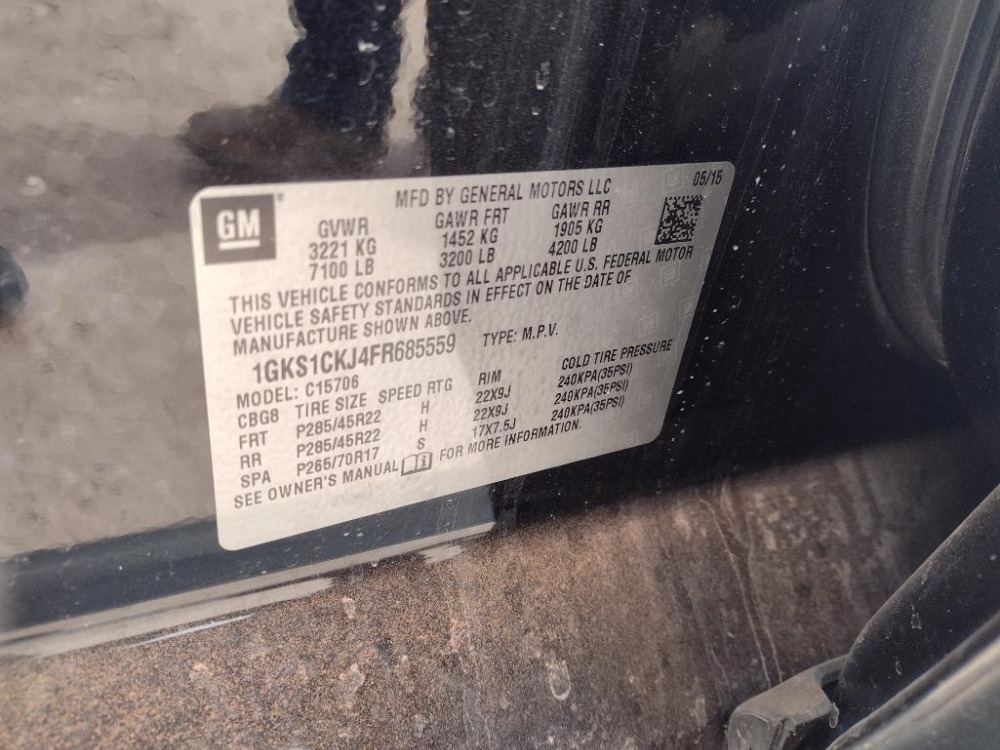 GM
MFD BY GENERAL MOTORS LLC
05/15
GVWR GAWR FRT GAWR RR
3221 KG 1452 KG 1905 KG
7100 LB 3200 LB 4200 LB
THIS VEHICLE CONFORMS TO ALL APPLICABLE U.S. FEDERAL MOTOR
VEHICLE SAFETY STANDARDS IN EFFECT ON THE DATE OF
MANUFACTURE SHOWN ABOVE.
1GKS1CKJ4FR685559 TYPE: M.P.V.
MODEL: C15706
CBG8 TIRE SIZE SPEED RTG RIM COLD TIRE PRESSURE
FRT P285/45R22 H 22X9J 240KPA(35PSI)
RR P285/45R22 H 22X9J 240KPA(35PSI)
SPA P265/70R17 S 17X7.5J 240KPA(35PSI)
SEE OWNER'S MANUAL FOR MORE INFORMATION.